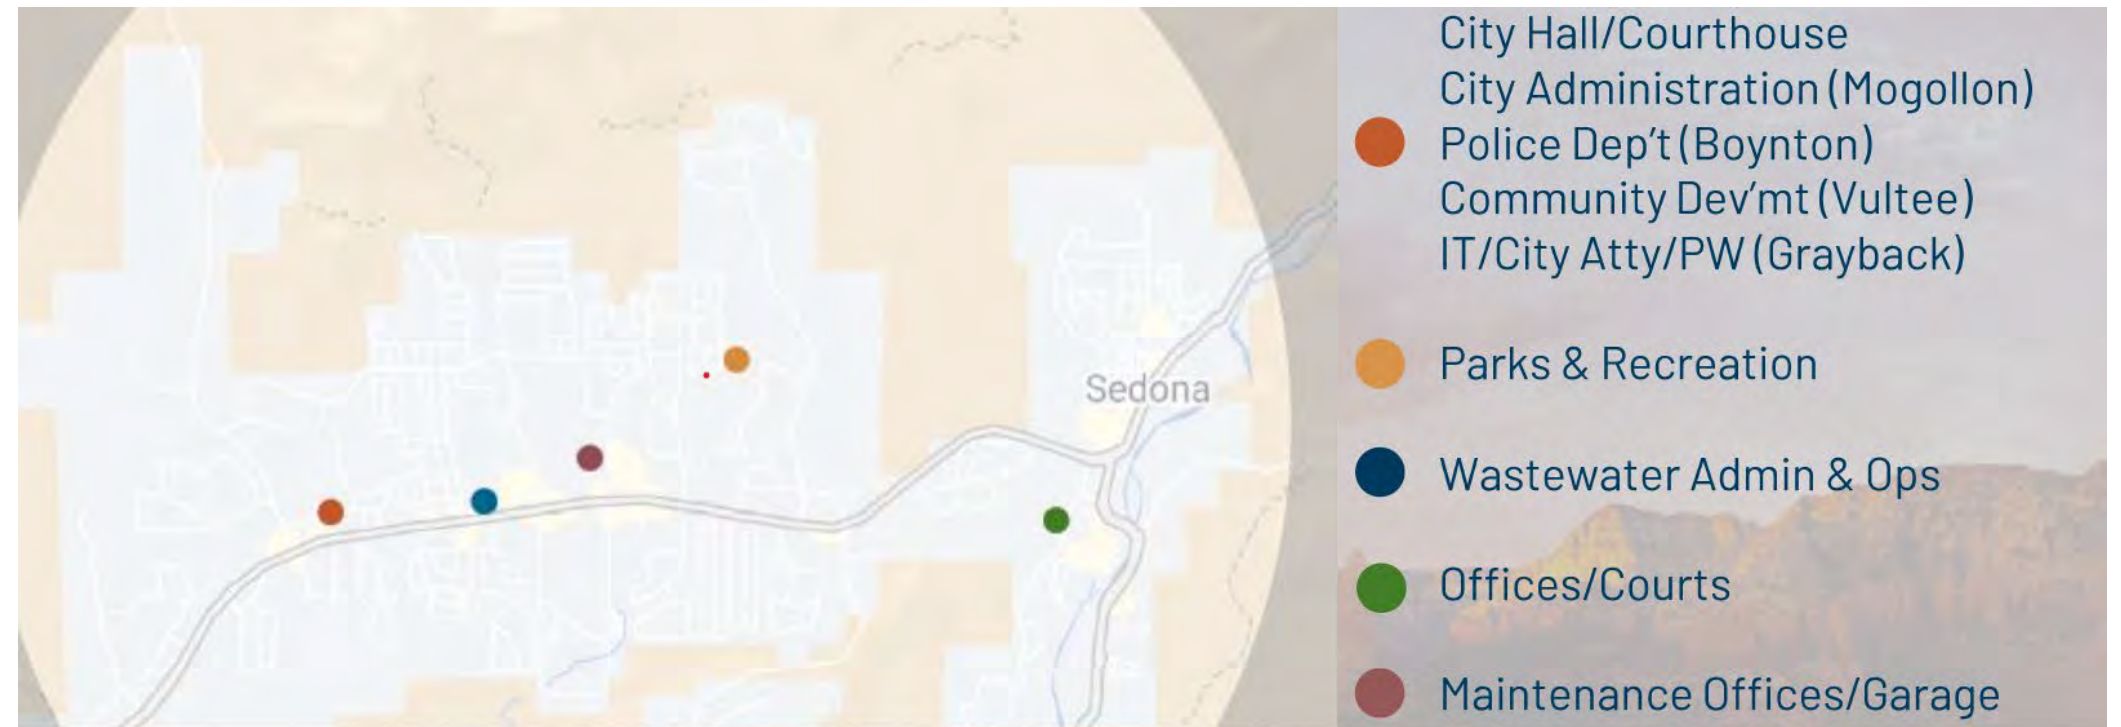 Sedona
City Hall/Courthouse
City Administration (Mogollon)
Police Dep't (Boynton)
Community Dev'mt (Vultee)
IT/City Atty/PW (Grayback)
Parks & Recreation
Wastewater Admin & Ops
Offices/Courts
Maintenance Offices/Garage